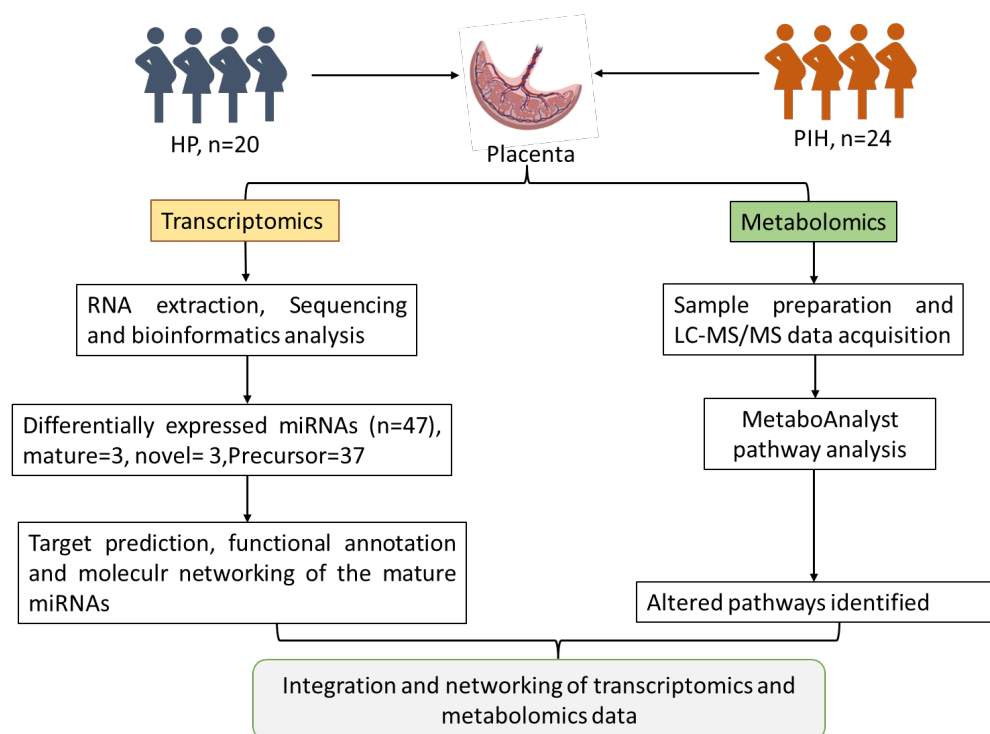 HP, n=20
Placenta
PIH, n=24
Transcriptomics
Metabolomics
RNA extraction, Sequencing
and bioinformatics analysis
Sample preparation and
LC-MS/MS data acquisition
Differentially expressed miRNAs (n=47),
mature=3, novel= 3,Precursor=37
MetaboAnalyst
pathway analysis
Target prediction, functional annotation
and moleculr networking of the mature
miRNAs
Altered pathways identified
Integration and networking of transcriptomics and
metabolomics data